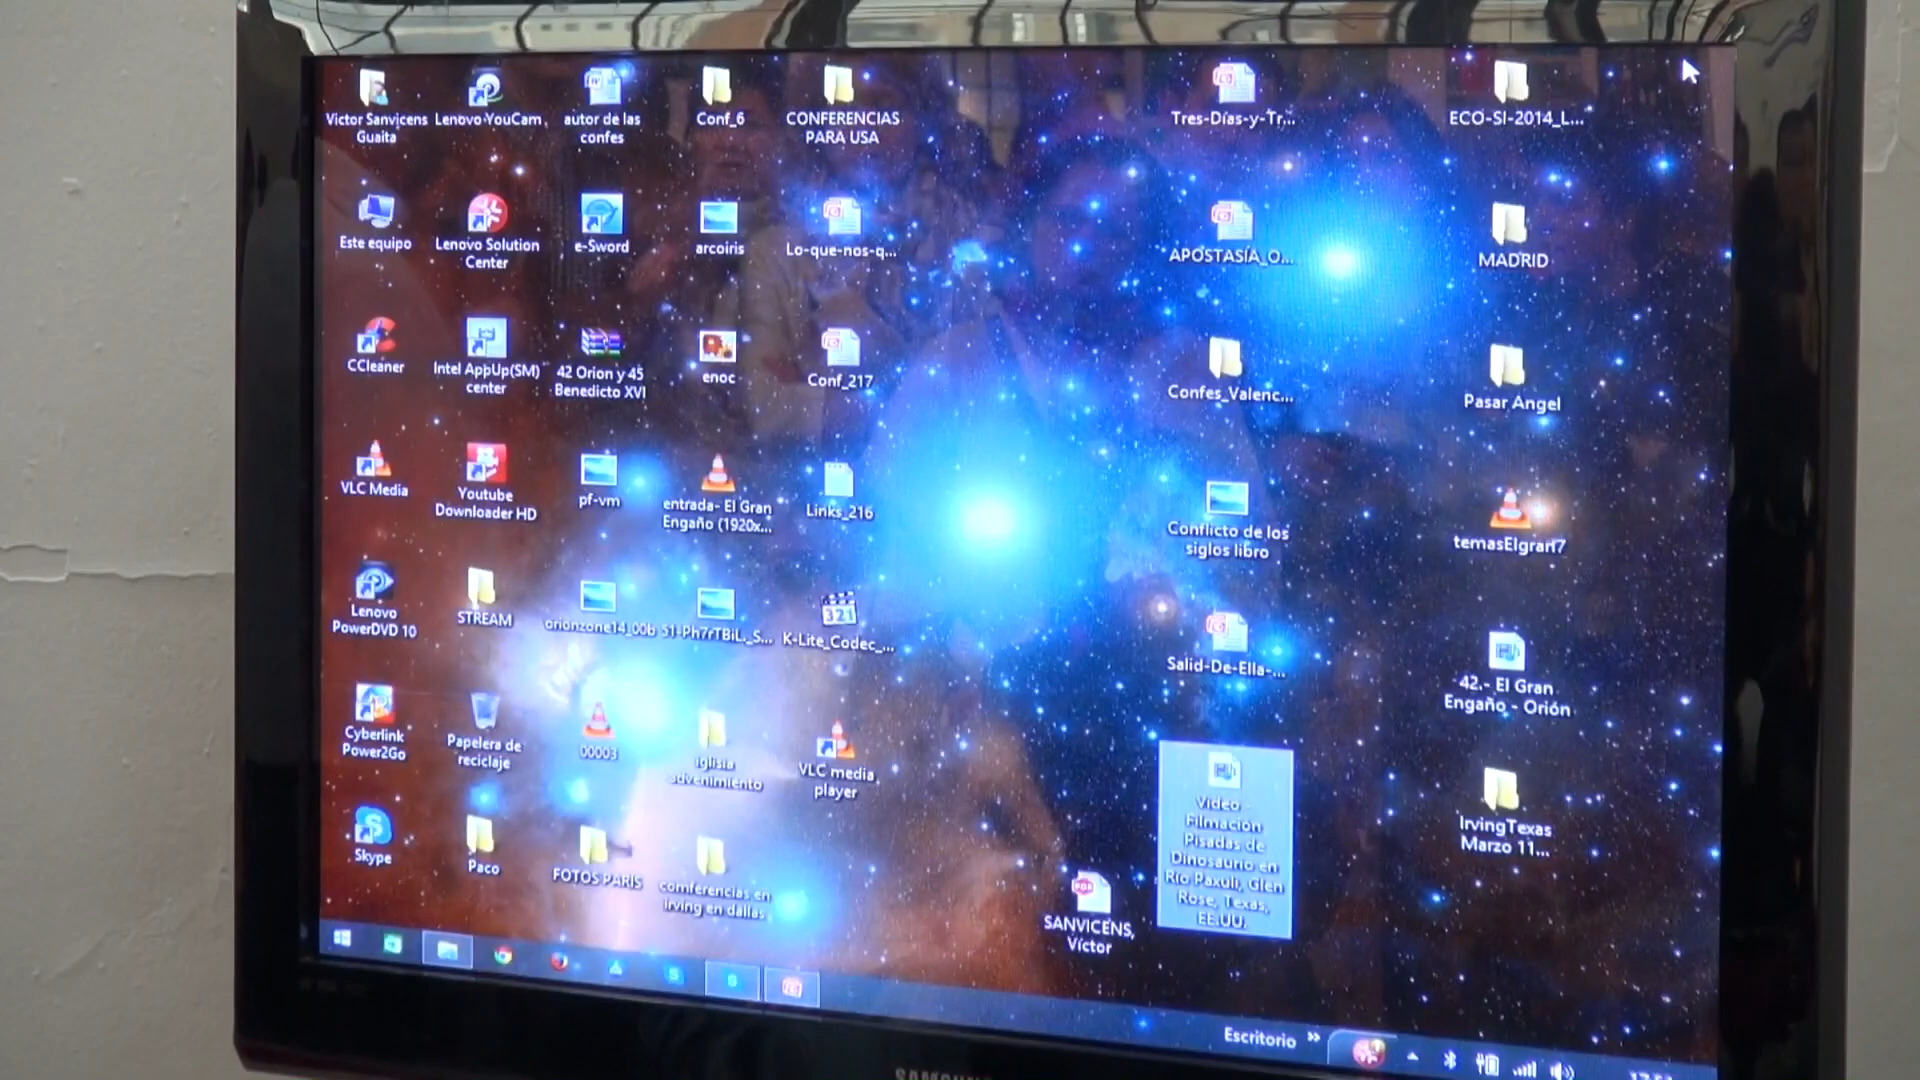 Victor Sanvicens
Guaita
Lenovo YouCam
autor de las
confes
Conf_6
CONFERENCIAS
PARA USA
Tres-Días-y-Tr...
ECO-SI-2014_L...
Este equipo
Lenovo Solution
Center
e-Sword
arcoiris
Lo-que-nos-q...
APOSTASÍA_O...
MADRID
CCleaner
Intel AppUp(SM)
center
42 Orion y 45
Benedicto XVI
enoc
Conf_217
Confes_Valenc...
Pasar Angel
VLC Media
Youtube
Downloader HD
pf-vm
entrada- El Gran
Engaño (1920x...
Links_216
Conflicto de los
siglos libro
temasElgran7
Lenovo
PowerDVD 10
STREAM
orionzone14_00b
51-Ph7rTBiL._S...
321
K-Lite_Codec_...
Salid-De-Ella-...
42.- El Gran
Engaño - Orión
Cyberlink
Power2Go
Papelera de
reciclaje
00003
iglisia
advenimiento
VLC media
player
Video -
Filmación
Pisadas de
Dinosaurio en
Río Paxuli, Glen
Rose, Texas,
EE.UU.
IrvingTexas
Marzo 11...
Skype
Paco
FOTOS PARIS
comferencias en
irving en dallas
PDF
SANVICENS,
Víctor
Escritorio »
SAMSUNG